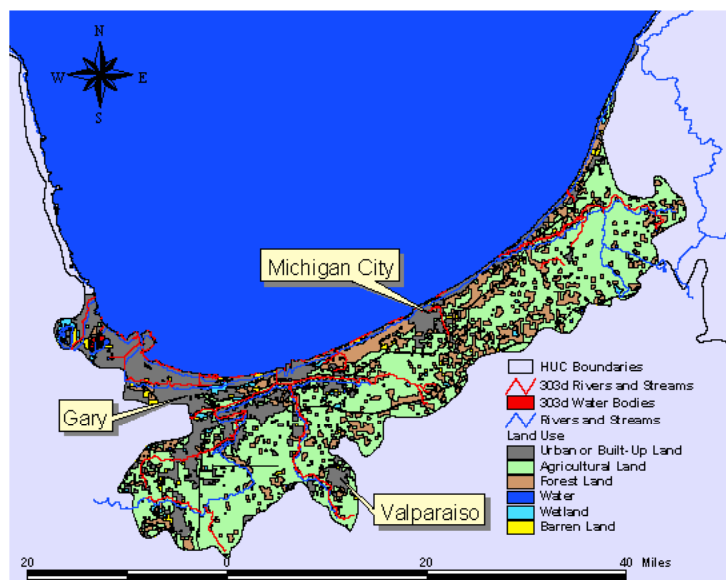 N
W E
S
Michigan City
Gary
Valparaiso
HUC Boundaries
303d Rivers and Streams
303d Water Bodies
Rivers and Streams
Land Use
Urban or Built-Up Land
Agricultural Land
Forest Land
Water
Wetland
Barren Land
20 0 20 40 Miles